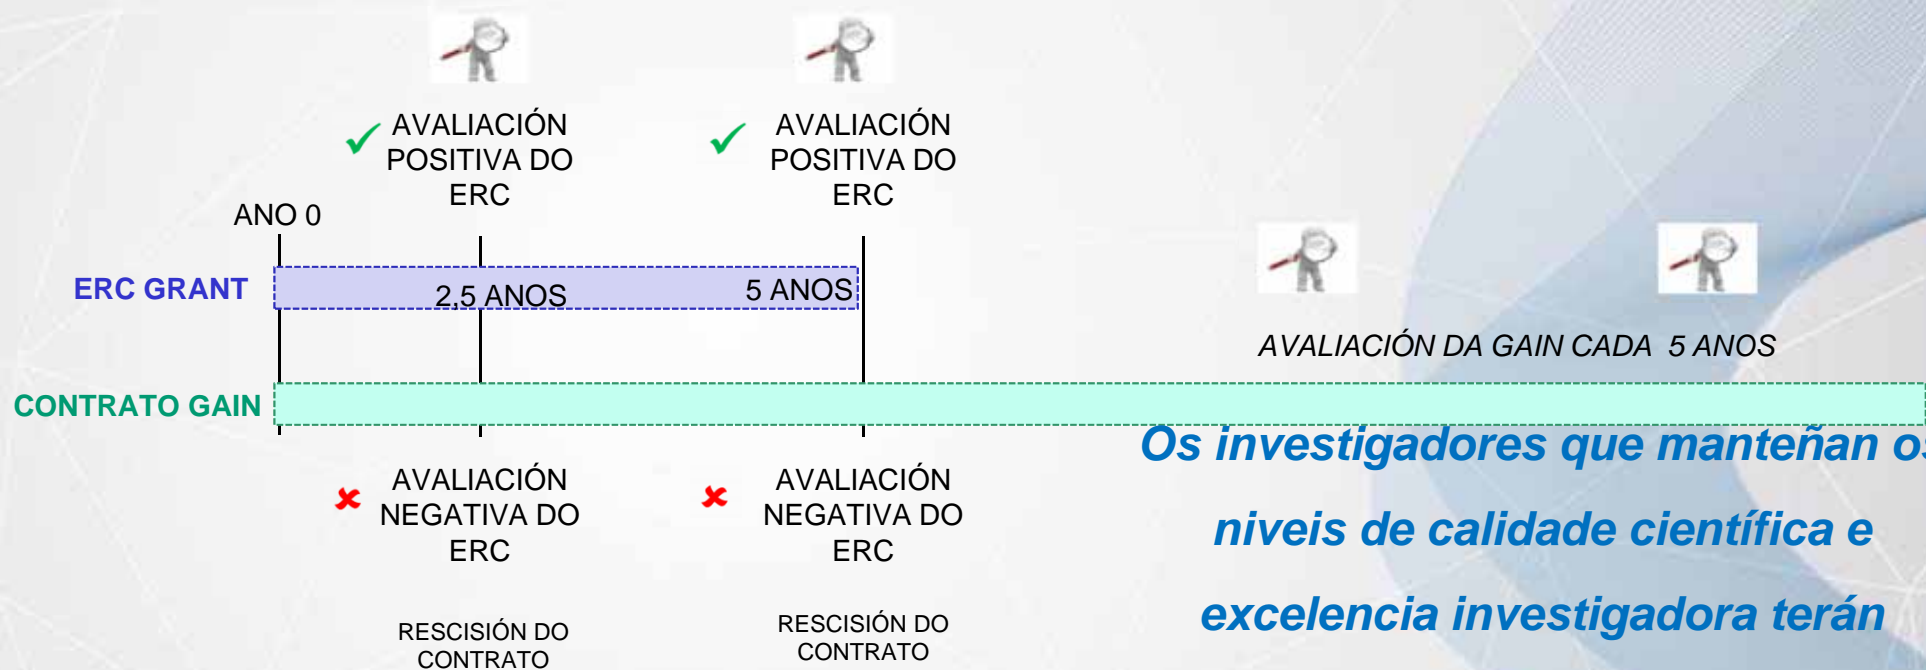 AVALIACIÓN
POSITIVA DO
ERC
AVALIACIÓN
POSITIVA DO
ERC
ANO 0
ERC GRANT
2,5 ANOS
5 ANOS
AVALIACIÓN DA GAIN CADA 5 ANOS
CONTRATO GAIN
AVALIACIÓN
NEGATIVA DO
ERC
AVALIACIÓN
NEGATIVA DO
ERC
RESCISIÓN DO
CONTRATO
RESCISIÓN DO
CONTRATO
Os investigadores que manteñan os
niveis de calidade científica e
excelencia investigadora terán